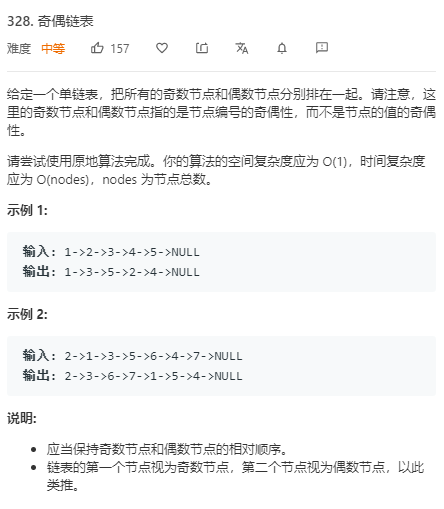 328. 奇偶链表
难度 中等 157
给定一个单链表，把所有的奇数节点和偶数节点分别排在一起。请注意，这
里的奇数节点和偶数节点指的是节点编号的奇偶性，而不是节点的值的奇偶
性。
请尝试使用原地算法完成。你的算法的空间复杂度应为 O(1)，时间复杂度
应为 O(nodes)，nodes 为节点总数。
示例 1:
输入: 1->2->3->4->5->NULL
输出: 1->3->5->2->4->NULL
示例 2:
输入: 2->1->3->5->6->4->7->NULL
输出: 2->3->6->7->1->5->4->NULL
说明:
• 应当保持奇数节点和偶数节点的相对顺序。
• 链表的第一个节点视为奇数节点，第二个节点视为偶数节点，以此
类推。